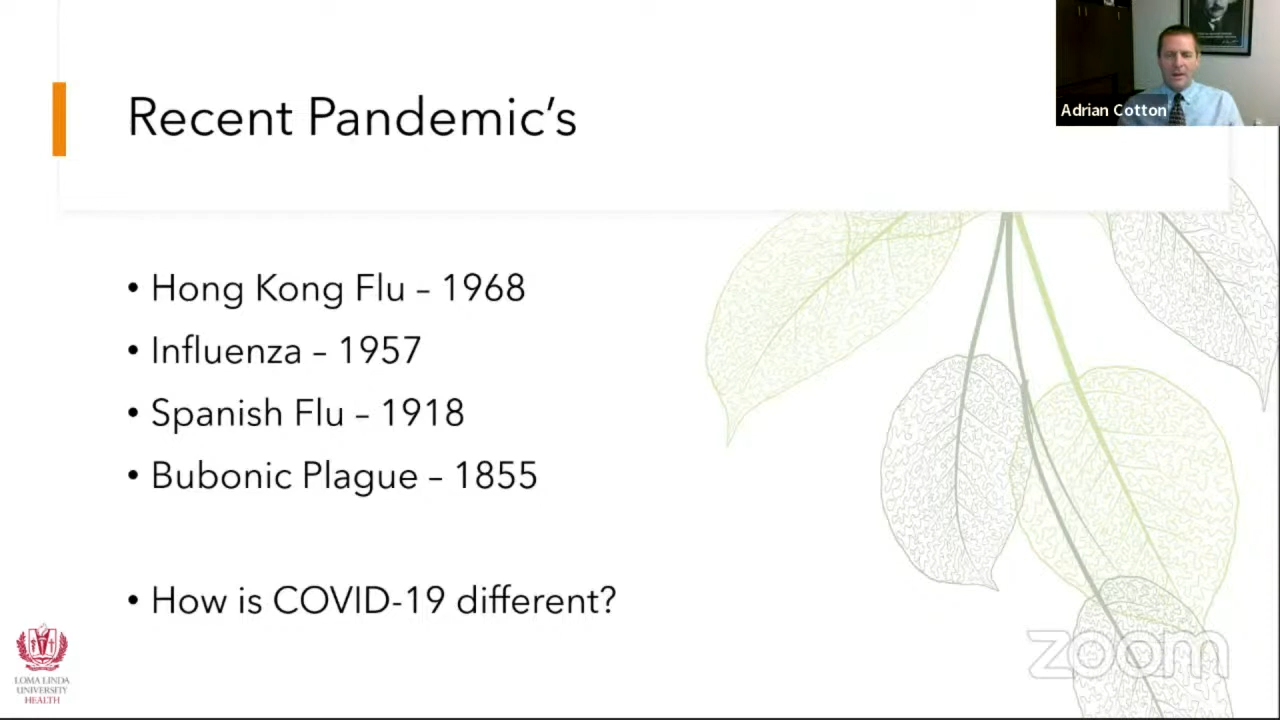 Recent Pandemic's
Adrian Cotton
• Hong Kong Flu – 1968
• Influenza – 1957
• Spanish Flu – 1918
• Bubonic Plague – 1855
• How is COVID-19 different?
LOMA LINDA
UNIVERSITY
HEALTH
zoom